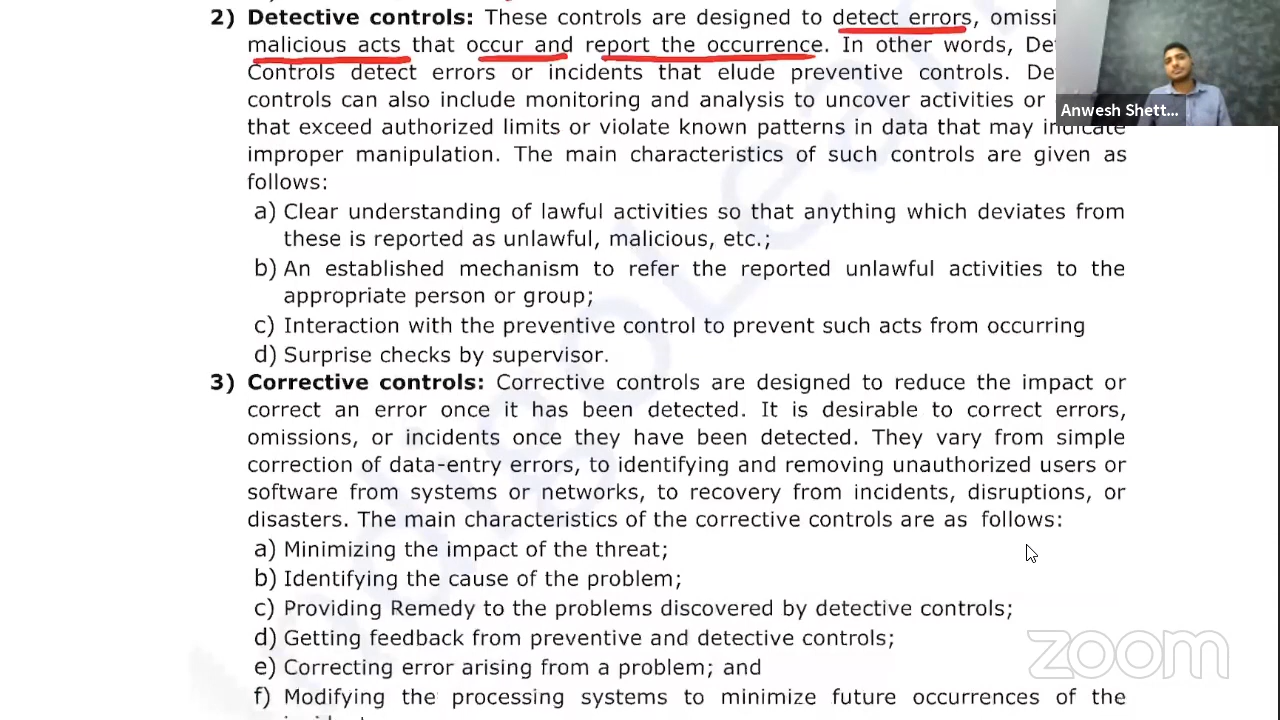 2) Detective controls: These controls are designed to detect errors,
malicious acts that occur and report the occurrence. In other words,
Controls detect errors or incidents that elude preventive controls.
controls can also include monitoring and analysis to uncover activities or
Anwesh Shett...
that exceed authorized limits or violate known patterns in data that may indicate
improper manipulation. The main characteristics of such controls are given as
follows:
a) Clear understanding of lawful activities so that anything which deviates from
these is reported as unlawful, malicious, etc.;
b) An established mechanism to refer the reported unlawful activities to the
appropriate person or group;
c) Interaction with the preventive control to prevent such acts from occurring
d) Surprise checks by supervisor.
3) Corrective controls: Corrective controls are designed to reduce the impact or
correct an error once it has been detected. It is desirable to correct errors,
omissions, or incidents once they have been detected. They vary from simple
correction of data-entry errors, to identifying and removing unauthorized users or
software from systems or networks, to recovery from incidents, disruptions, or
disasters. The main characteristics of the corrective controls are as follows:
a) Minimizing the impact of the threat;
b) Identifying the cause of the problem;
c) Providing Remedy to the problems discovered by detective controls;
d) Getting feedback from preventive and detective controls;
e) Correcting error arising from a problem; and
f) Modifying the processing systems to minimize future occurrences of the
zoom